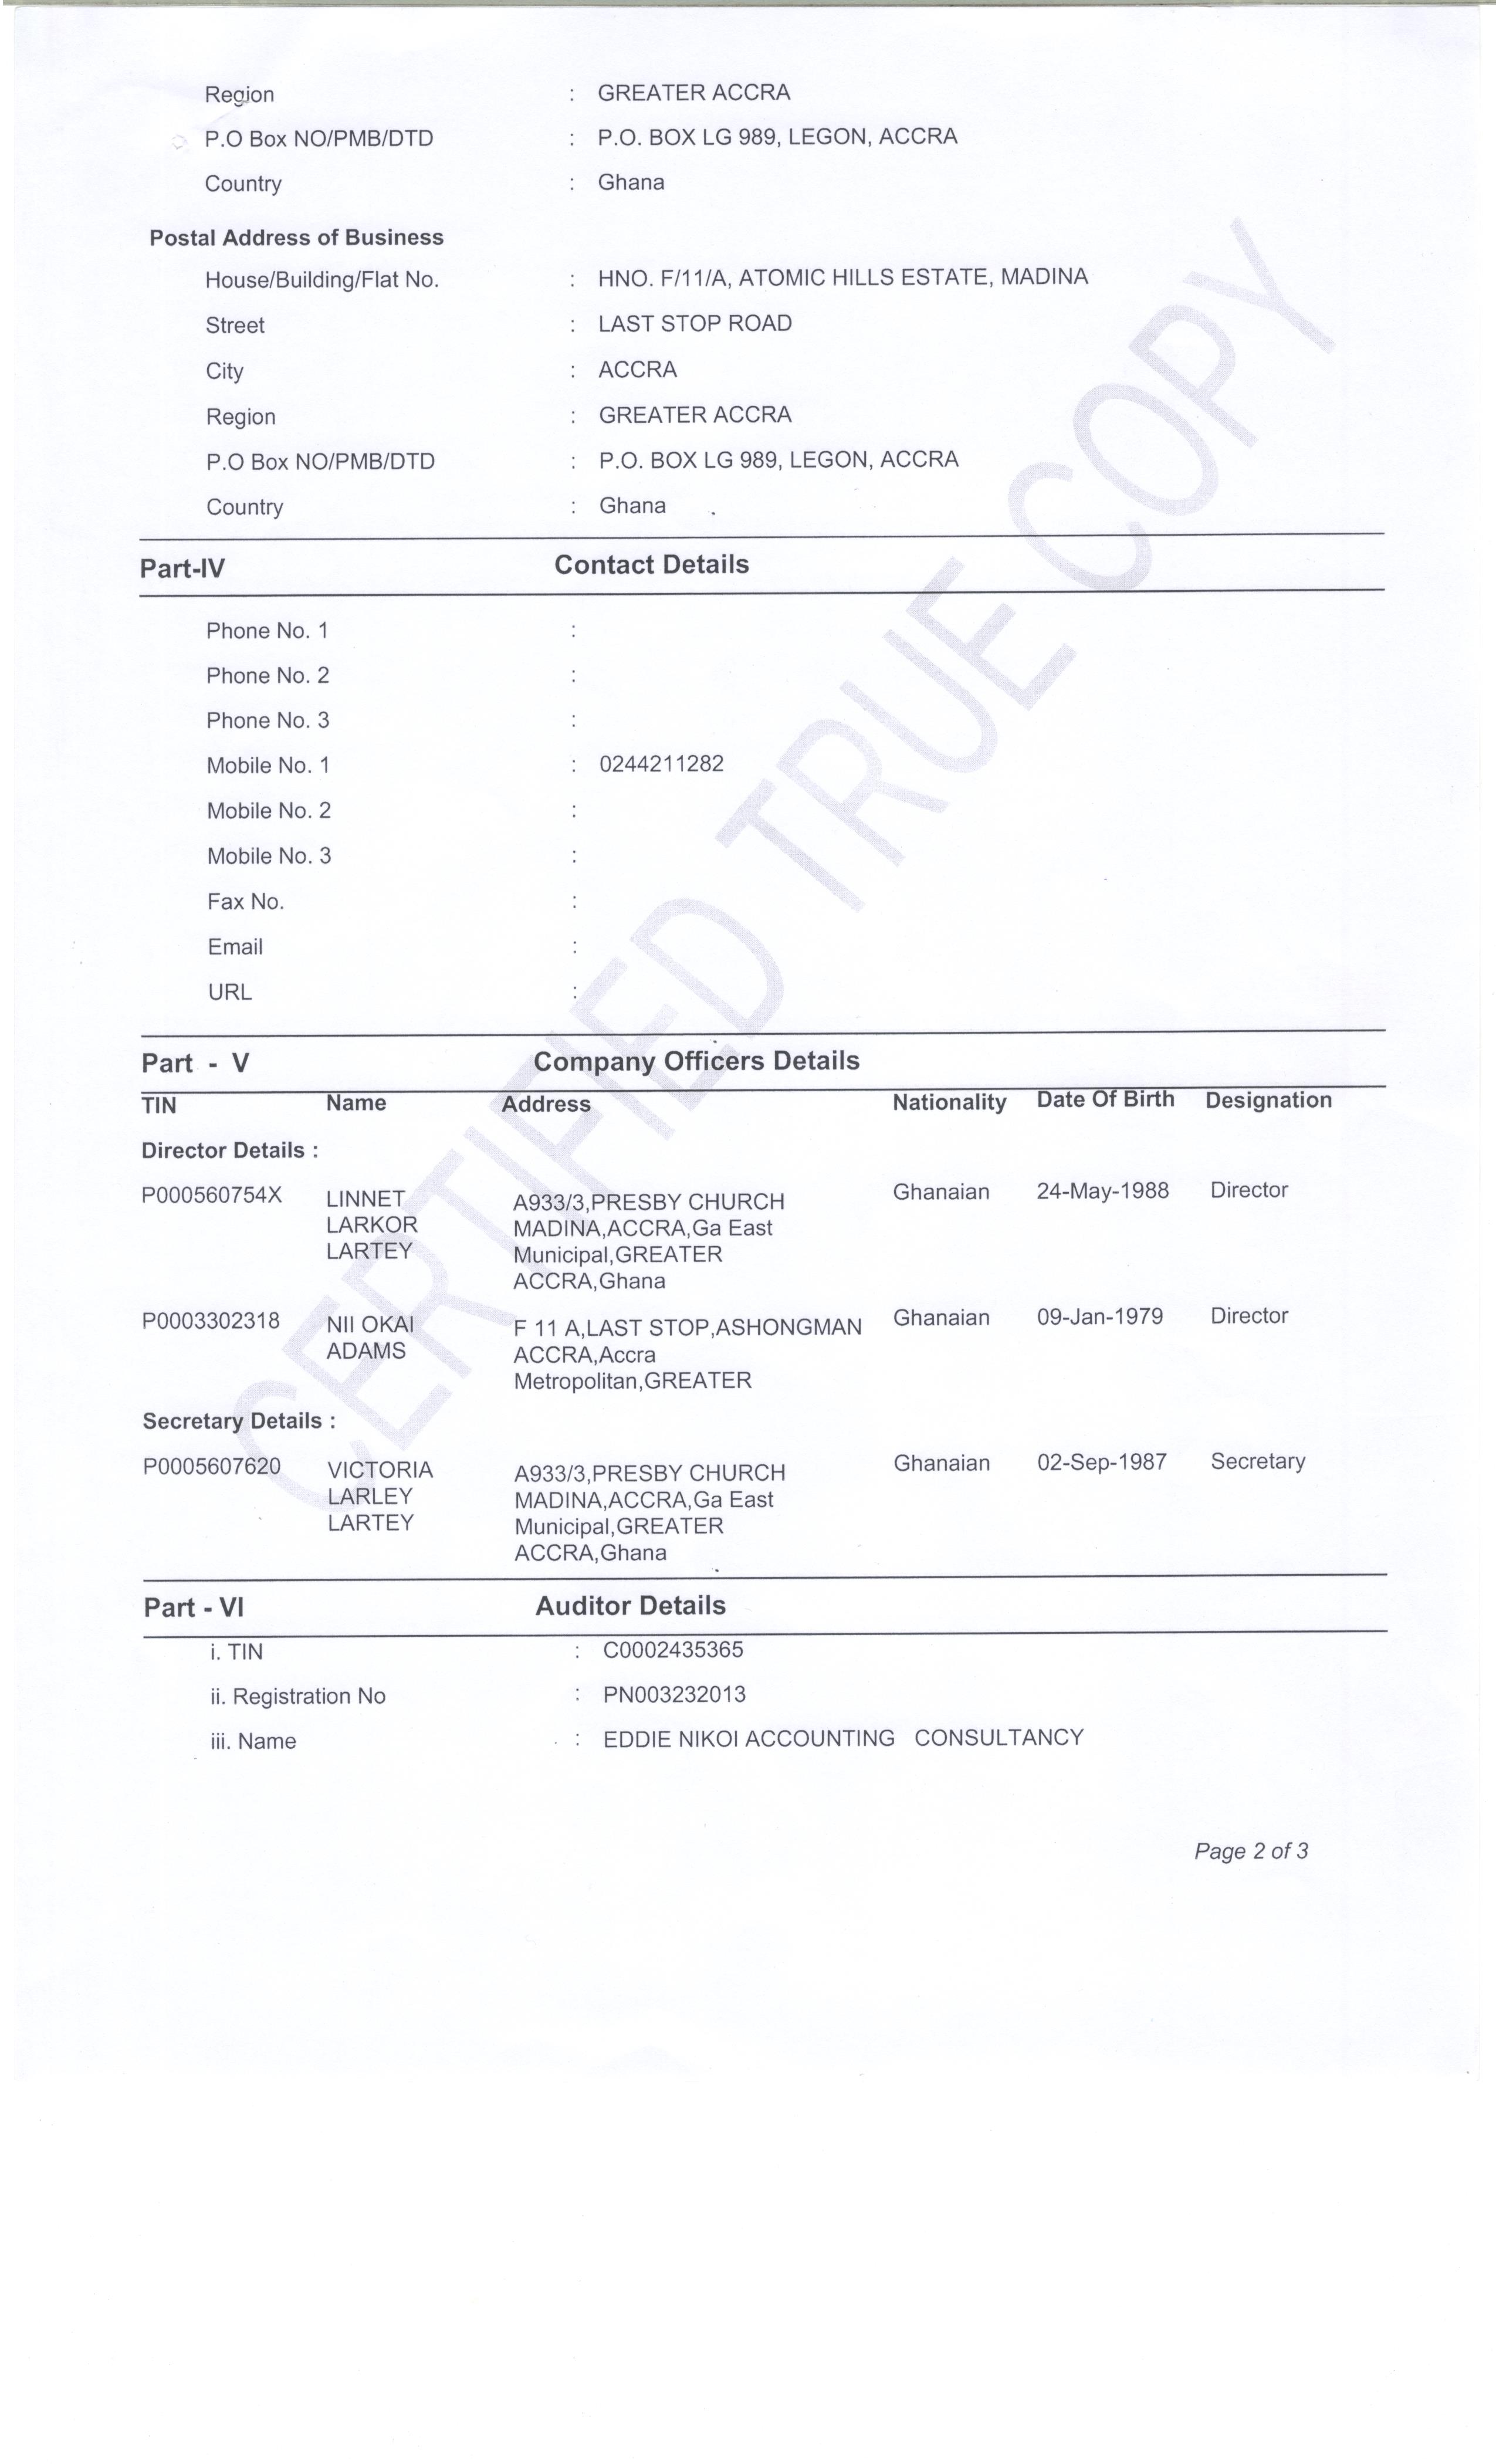 Region : GREATER ACCRA
P.O Box NO/PMB/DTD : P.O. BOX LG 989, LEGON, ACCRA
Country : Ghana
Postal Address of Business
House/Building/Flat No. : HNO. F/11/A, ATOMIC HILLS ESTATE, MADINA
Street : LAST STOP ROAD
City : ACCRA
Region : GREATER ACCRA
P.O Box NO/PMB/DTD : P.O. BOX LG 989, LEGON, ACCRA
Country : Ghana
Part-IV Contact Details
Phone No. 1 :
Phone No. 2 :
Phone No. 3 :
Mobile No. 1 : 0244211282
Mobile No. 2 :
Mobile No. 3 :
Fax No. :
Email :
URL :
Part - V Company Officers Details
TIN Name Address Nationality Date Of Birth Designation
Director Details :
P000560754X LINNET A933/3,PRESBY CHURCH Ghanaian 24-May-1988 Director
LARKOR MADINA,ACCRA,Ga East
LARTEY Municipal,GREATER
ACCRA,Ghana
P0003302318 NII OKAI F 11 A,LAST STOP,ASHONGMAN Ghanaian 09-Jan-1979 Director
ADAMS ACCRA,Accra
Metropolitan,GREATER
Secretary Details :
P0005607620 VICTORIA A933/3,PRESBY CHURCH Ghanaian 02-Sep-1987 Secretary
LARLEY MADINA,ACCRA,Ga East
LARTEY Municipal,GREATER
ACCRA,Ghana
Part - VI Auditor Details
i. TIN : C0002435365
ii. Registration No : PN003232013
iii. Name : EDDIE NIKOI ACCOUNTING CONSULTANCY
Page 2 of 3
CERTIFIED TRUE COPY